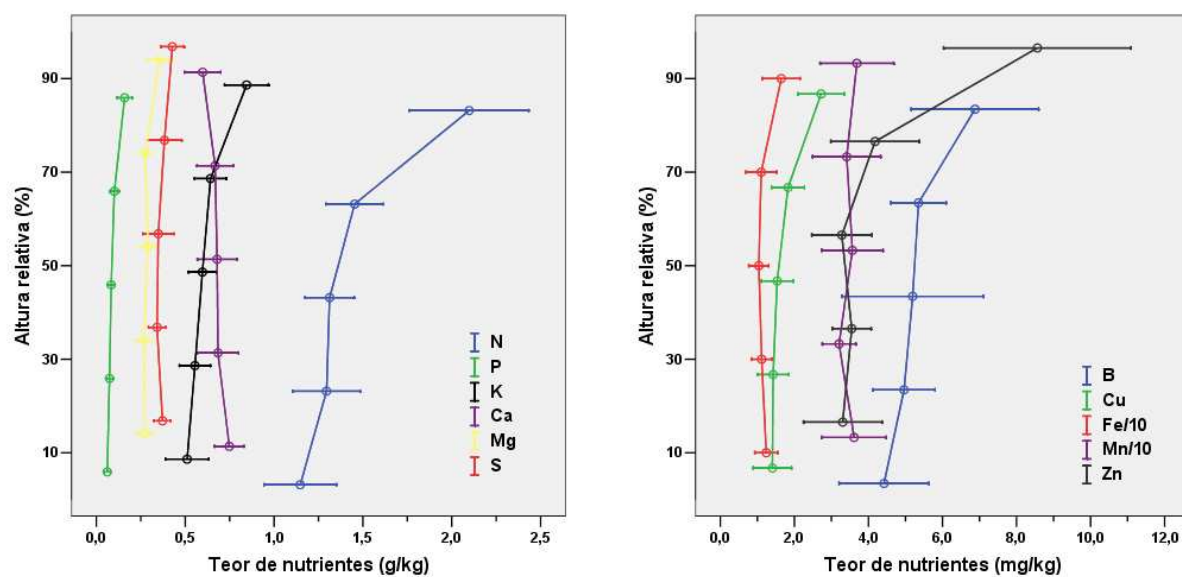 Altura relativa (%)
90
70
50
30
10
N
P
K
Ca
Mg
S
0,0 0,5 1,0 1,5 2,0 2,5
Teor de nutrientes (g/kg)
Altura relativa (%)
90
70
50
30
10
B
Cu
Fe/10
Mn/10
Zn
0,0 2,0 4,0 6,0 8,0 10,0 12,0
Teor de nutrientes (mg/kg)